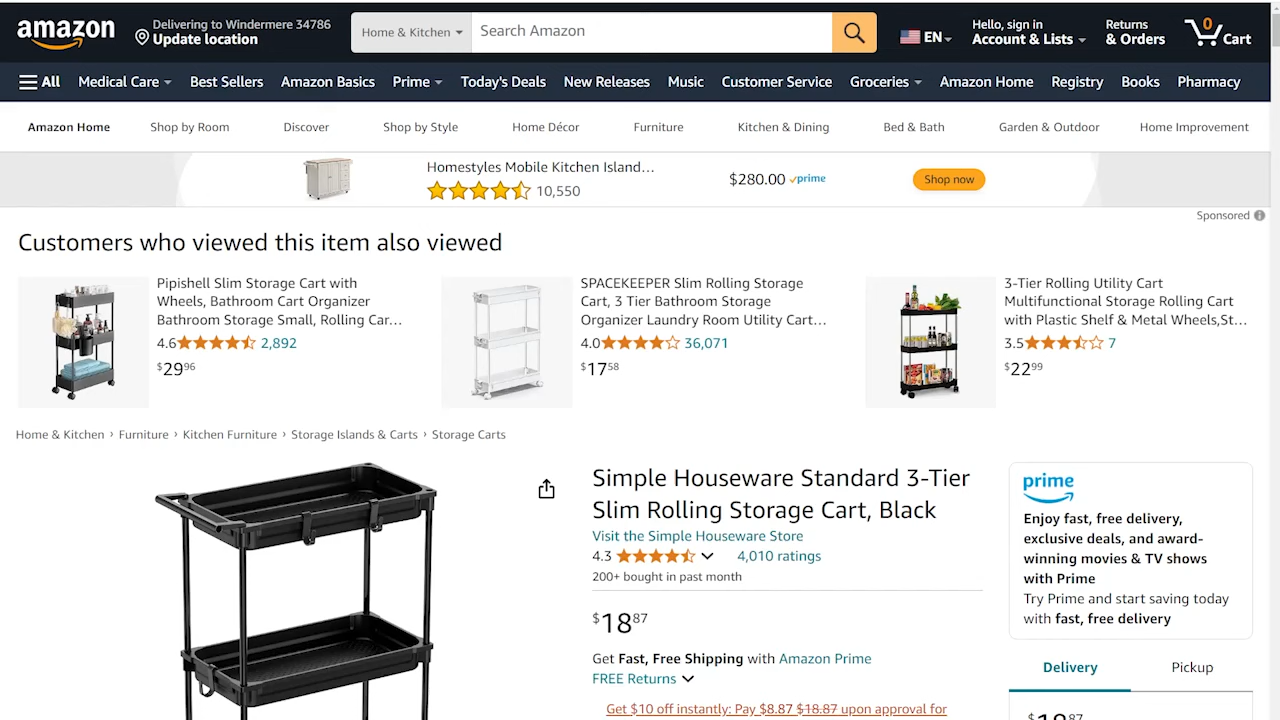 amazon
Delivering to Windermere 34786
Update location
Home & Kitchen
Search Amazon
EN
Hello, sign in
Account & Lists
Returns
& Orders
0
Cart
All
Medical Care
Best Sellers
Amazon Basics
Prime
Today's Deals
New Releases
Music
Customer Service
Groceries
Amazon Home
Registry
Books
Pharmacy
Amazon Home
Shop by Room
Discover
Shop by Style
Home Décor
Furniture
Kitchen & Dining
Bed & Bath
Garden & Outdoor
Home Improvement
Homestyles Mobile Kitchen Island…
10,550
$280.00 prime
Shop now
Sponsored
Customers who viewed this item also viewed
Pipishell Slim Storage Cart with
Wheels, Bathroom Cart Organizer
Bathroom Storage Small, Rolling Car…
4.6 2,892
$29.96
SPACEKEEPER Slim Rolling Storage
Cart, 3 Tier Bathroom Storage
Organizer Laundry Room Utility Cart…
4.0 36,071
$17.58
3-Tier Rolling Utility Cart
Multifunctional Storage Rolling Cart
with Plastic Shelf & Metal Wheels,St…
3.5 7
$22.99
Home & Kitchen › Furniture › Kitchen Furniture › Storage Islands & Carts › Storage Carts
Simple Houseware Standard 3-Tier
Slim Rolling Storage Cart, Black
Visit the Simple Houseware Store
4.3 4,010 ratings
200+ bought in past month
$18.87
Get Fast, Free Shipping with Amazon Prime
FREE Returns
Get $10 off instantly: Pay $8.87 $18.87 upon approval for
prime
Enjoy fast, free delivery,
exclusive deals, and award-
winning movies & TV shows
with Prime
Try Prime and start saving today
with fast, free delivery
Delivery
Pickup
$18.87